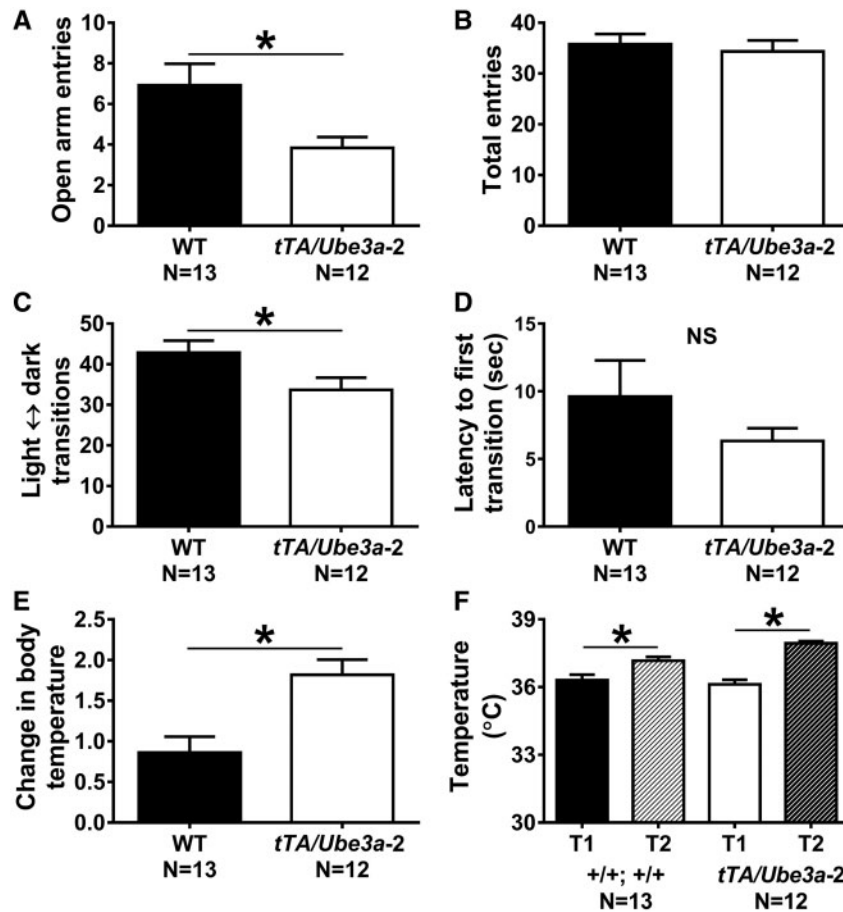 A
Open arm entries
10
8
6
4
2
0
*
WT
N=13
tTA/Ube3a-2
N=12
B
Total entries
40
30
20
10
0
WT
N=13
tTA/Ube3a-2
N=12
C
Light ↔ dark
transitions
50
40
30
20
10
0
*
WT
N=13
tTA/Ube3a-2
N=12
D
Latency to first
transition (sec)
15
10
5
0
NS
WT
N=13
tTA/Ube3a-2
N=12
E
Change in body
temperature
2.5
2.0
1.5
1.0
0.5
0.0
*
WT
N=13
tTA/Ube3a-2
N=12
F
Temperature
(°C)
39
36
33
30
* *
T1 T2 T1 T2
+/+; +/+ tTA/Ube3a-2
N=13 N=12